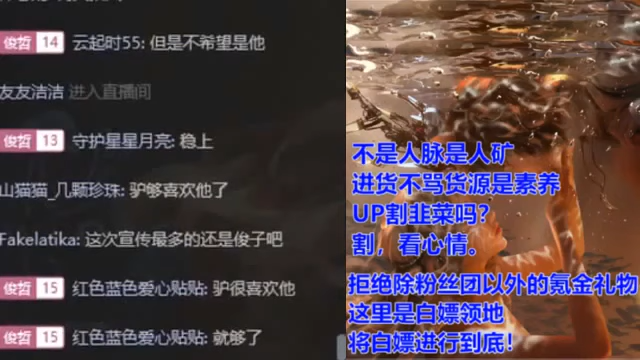 俊哲 14 云起时55: 但是不希望是他
友友洁洁 进入直播间
俊哲 13 守护星星月亮: 稳上
山猫猫_几颗珍珠: 驴够喜欢他了
Fakelatika: 这次宣传最多的还是俊子吧
俊哲 15 红色蓝色爱心贴贴: 驴很喜欢他
俊哲 15 红色蓝色爱心贴贴: 就够了
不是人脉是人矿
进货不骂货源是素养
UP割韭菜吗？
割，看心情。
拒绝除粉丝团以外的氪金礼物
这里是白嫖领地
将白嫖进行到底！